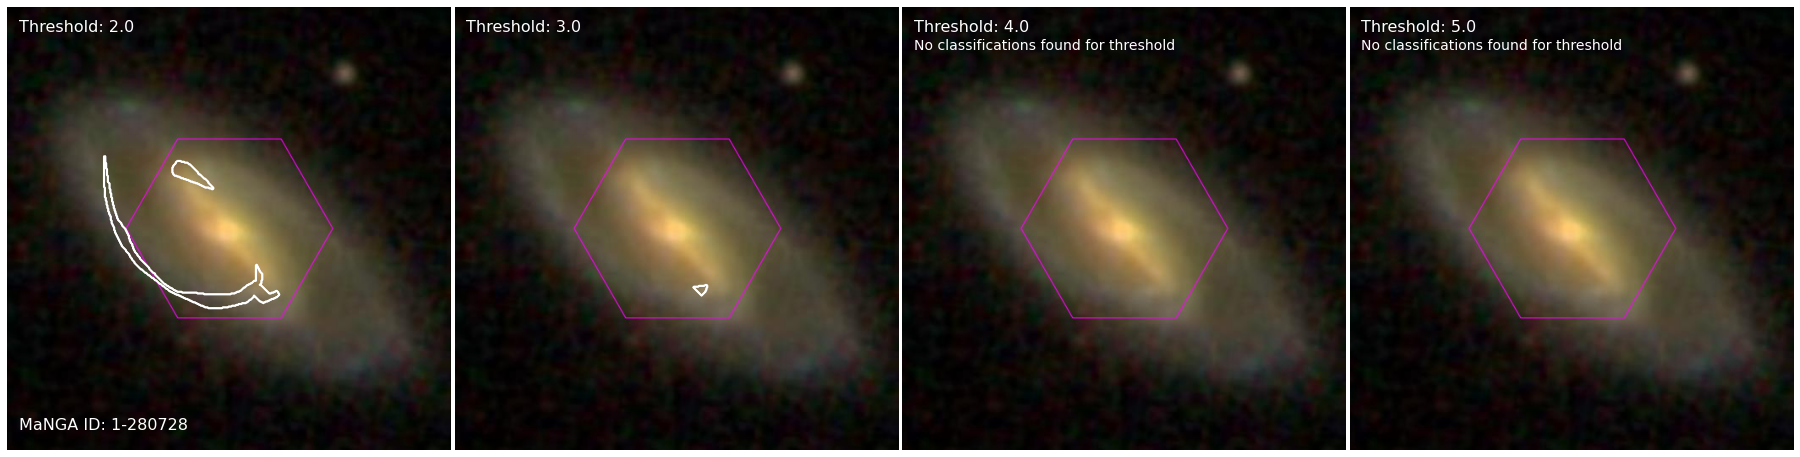 Threshold: 2.0
MaNGA ID: 1-280728
Threshold: 3.0
Threshold: 4.0
No classifications found for threshold
Threshold: 5.0
No classifications found for threshold